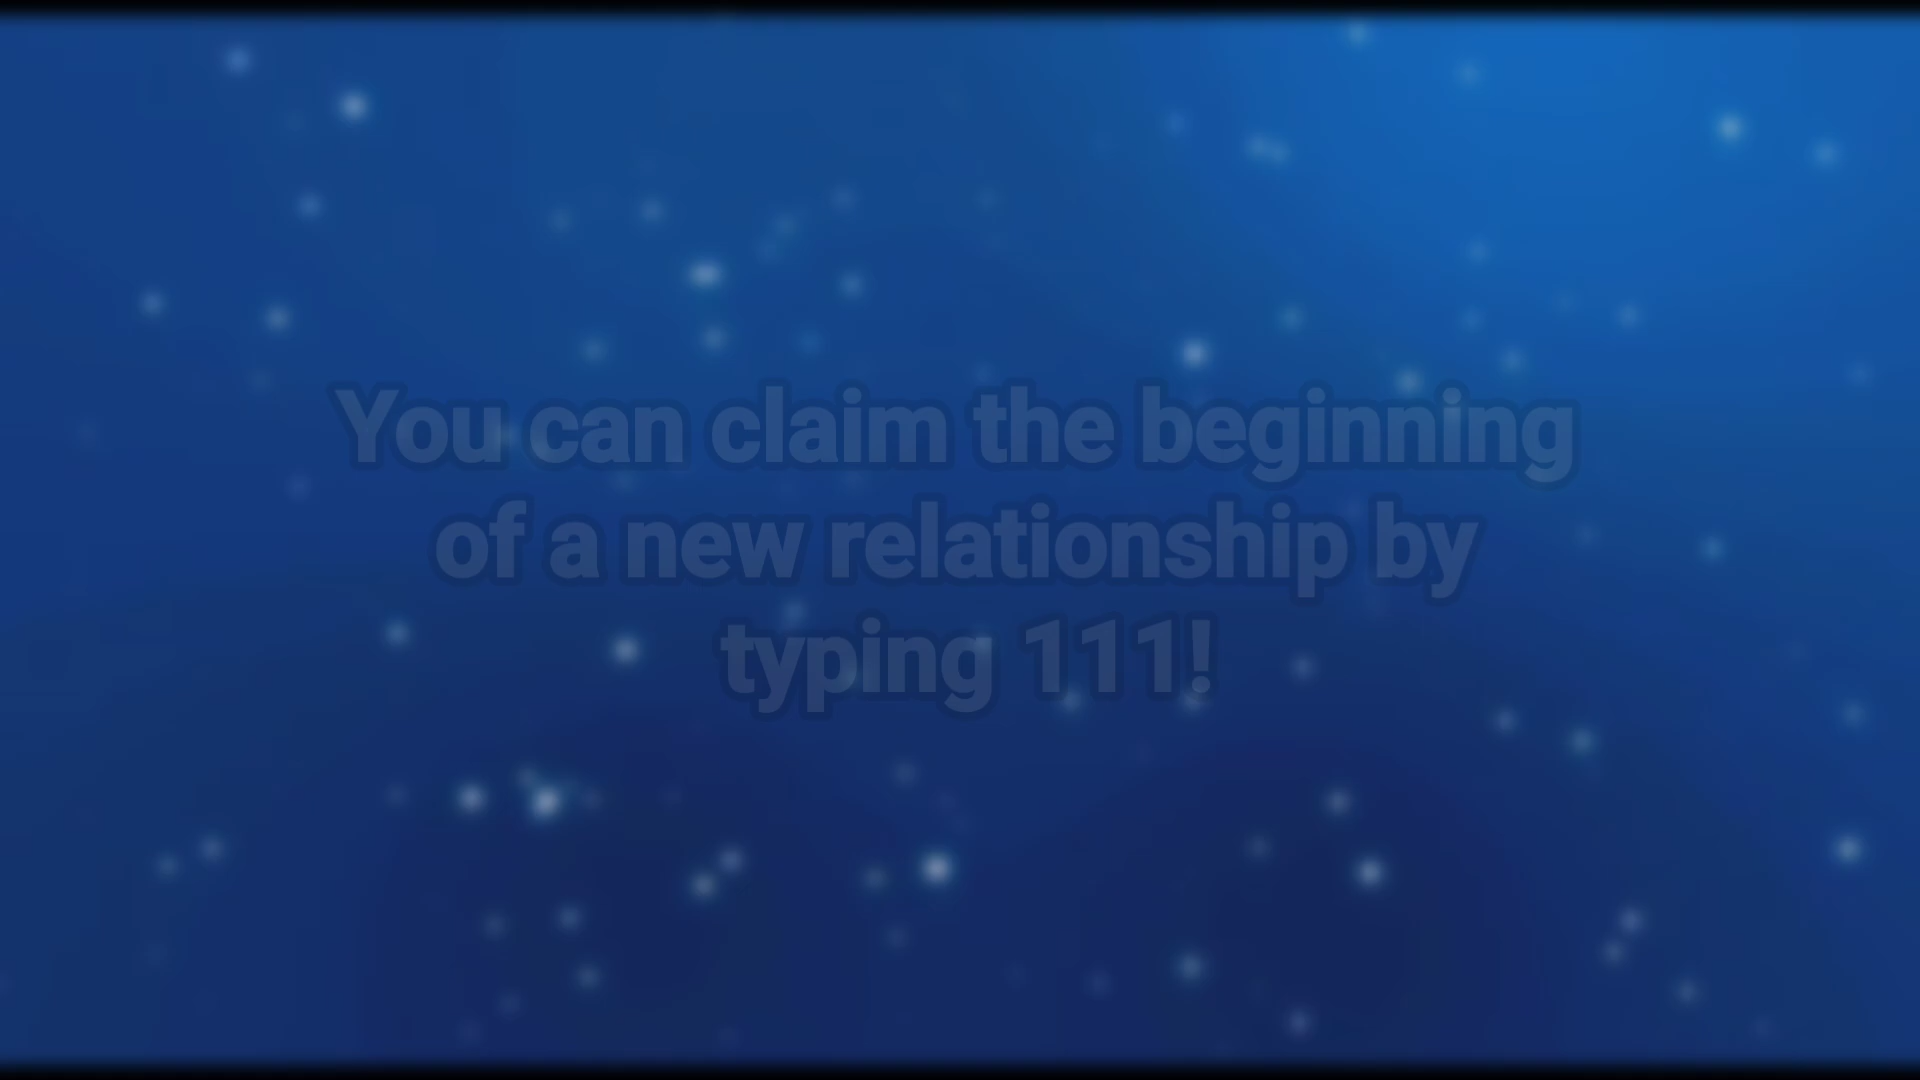 You can claim the beginning
of a new relationship by
typing 111!